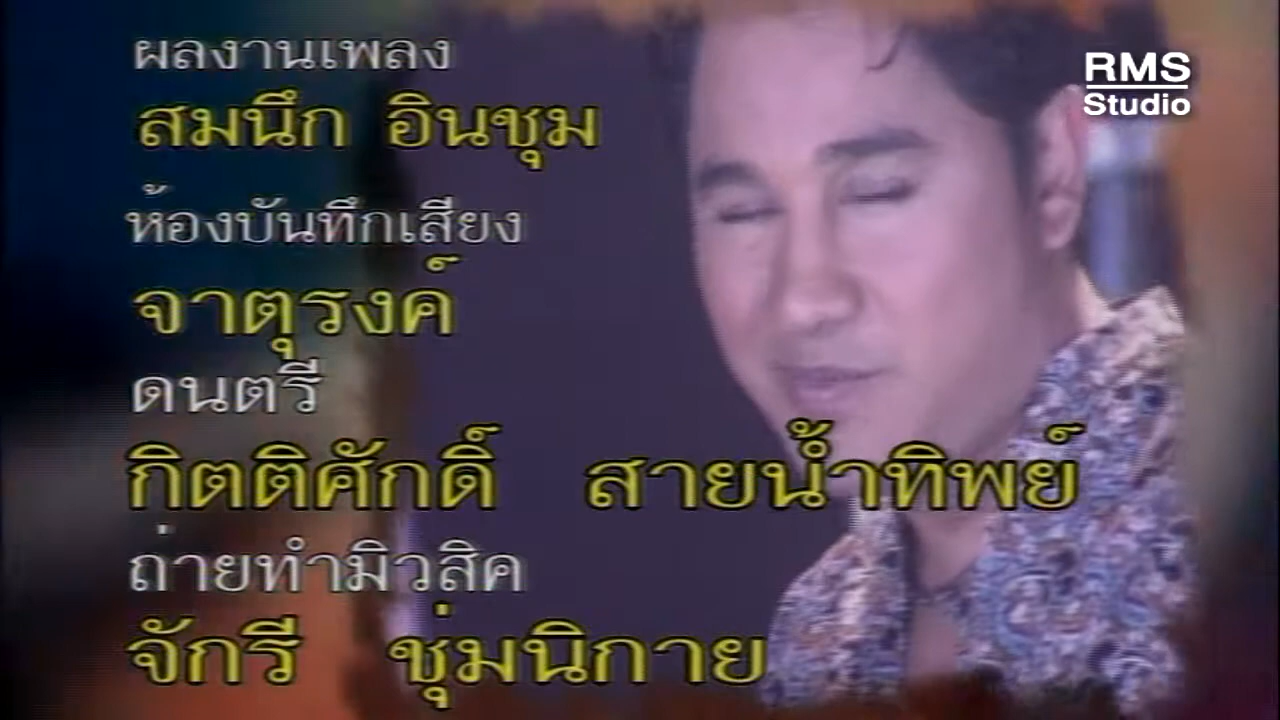 ผลงานเพลง
สมนึก อินชุม
ห้องบันทึกเสียง
จาตุรงค์
ดนตรี
กิตติศักดิ์ สายน้ำทิพย์
ถ่ายทำมิวสิค
จักรี ชุ่มนิกาย
RMS
Studio